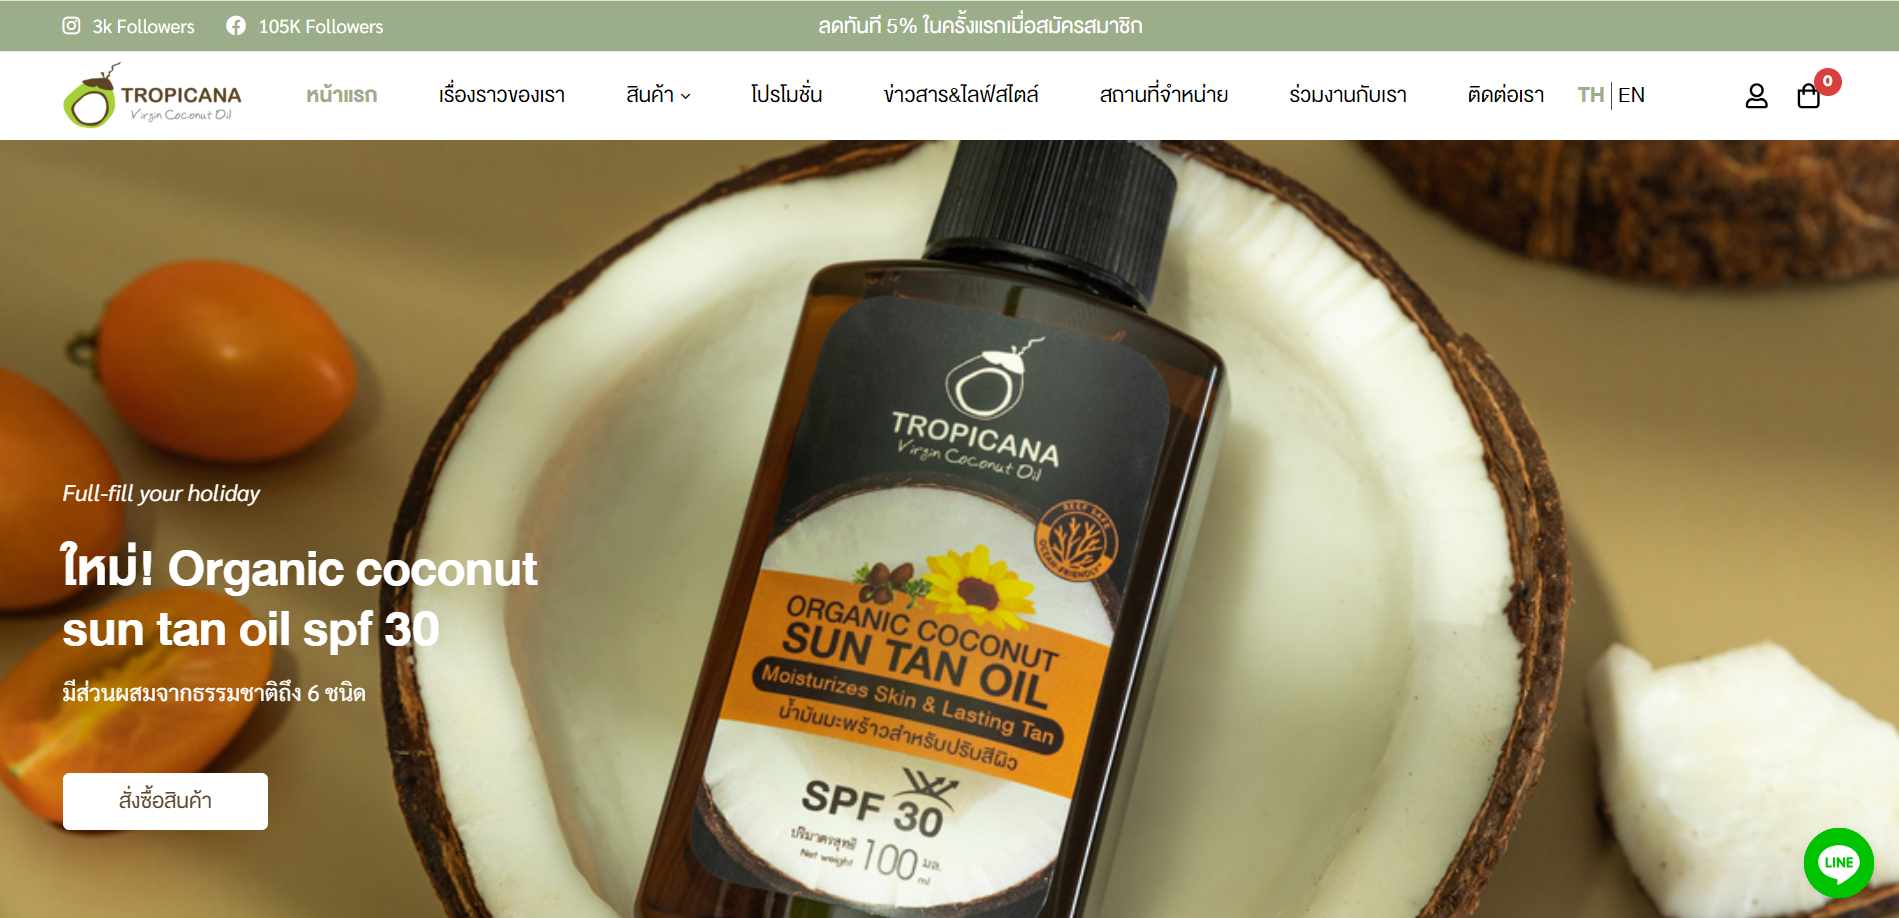 3k Followers
105K Followers
ลดทันที 5% ในครั้งแรกเมื่อสมัครสมาชิก
TROPICANA
Virgin Coconut Oil
หน้าแรก
เรื่องราวของเรา
สินค้า
โปรโมชั่น
ข่าวสาร&ไลฟ์สไตล์
สถานที่จำหน่าย
ร่วมงานกับเรา
ติดต่อเรา
TH | EN
0
TROPICANA
Virgin Coconut Oil
REEF SAFE
OCEAN-FRIENDLY
ORGANIC COCONUT
SUN TAN OIL
Moisturizes Skin & Lasting Tan
น้ำมันมะพร้าวสำหรับปรับสีผิว
SPF 30
ปริมาตรสุทธิ 100 มล.
Net weight ml
Full-fill your holiday
ใหม่! Organic coconut
sun tan oil spf 30
มีส่วนผสมจากธรรมชาติถึง 6 ชนิด
สั่งซื้อสินค้า
LINE